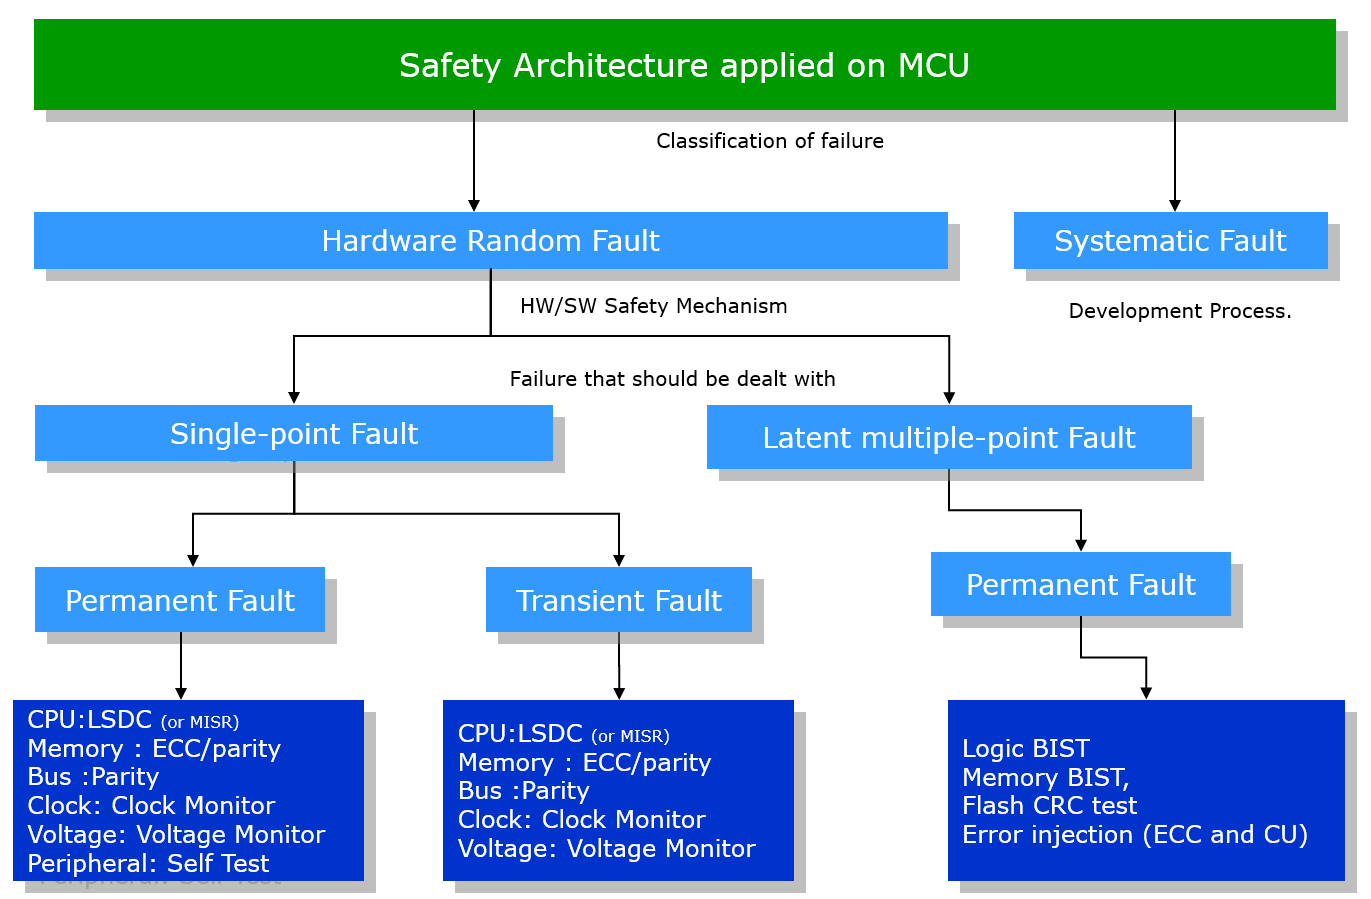 Safety Architecture applied on MCU
Classification of failure
Hardware Random Fault
Systematic Fault
HW/SW Safety Mechanism
Development Process.
Failure that should be dealt with
Single-point Fault
Latent multiple-point Fault
Permanent Fault
Transient Fault
Permanent Fault
CPU:LSDC (or MISR)
Memory : ECC/parity
Bus :Parity
Clock: Clock Monitor
Voltage: Voltage Monitor
Peripheral: Self Test
CPU:LSDC (or MISR)
Memory : ECC/parity
Bus :Parity
Clock: Clock Monitor
Voltage: Voltage Monitor
Logic BIST
Memory BIST,
Flash CRC test
Error injection (ECC and CU)